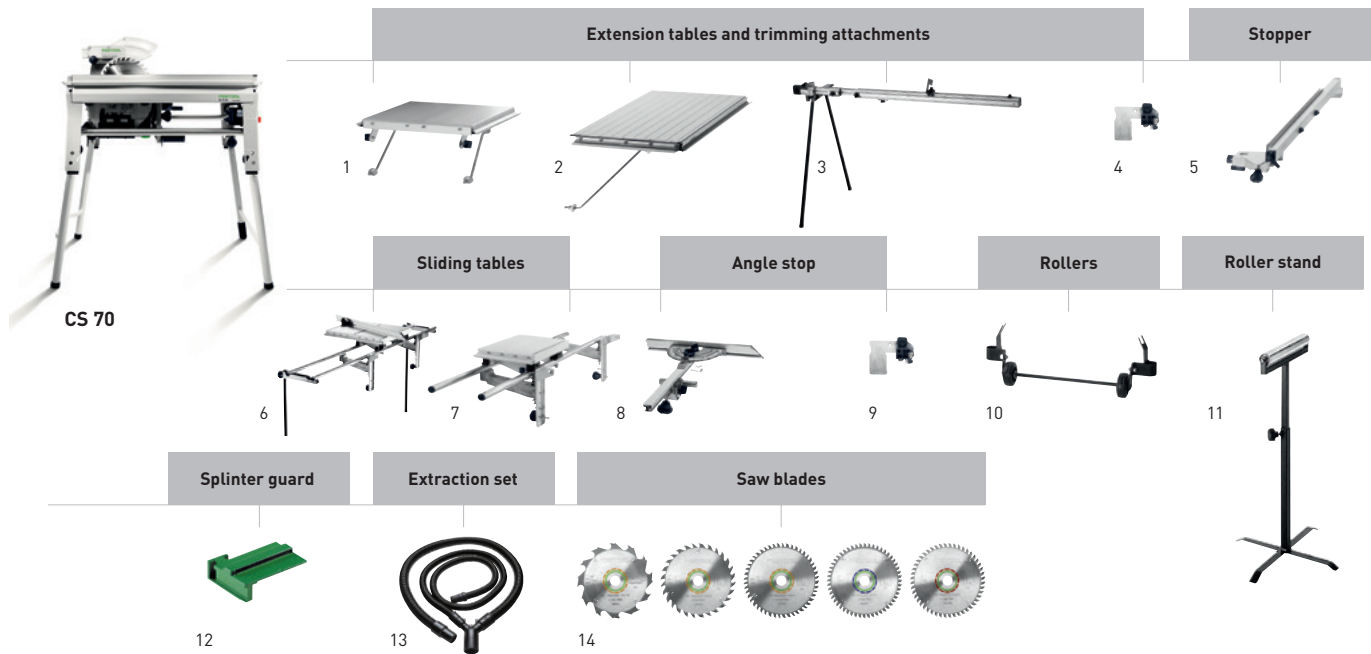 Extension tables and trimming attachments
Stopper
1
2
3
4
5
CS 70
Sliding tables
Angle stop
Rollers
Roller stand
6
7
8
9
10
11
Splinter guard
Extraction set
Saw blades
12
13
14